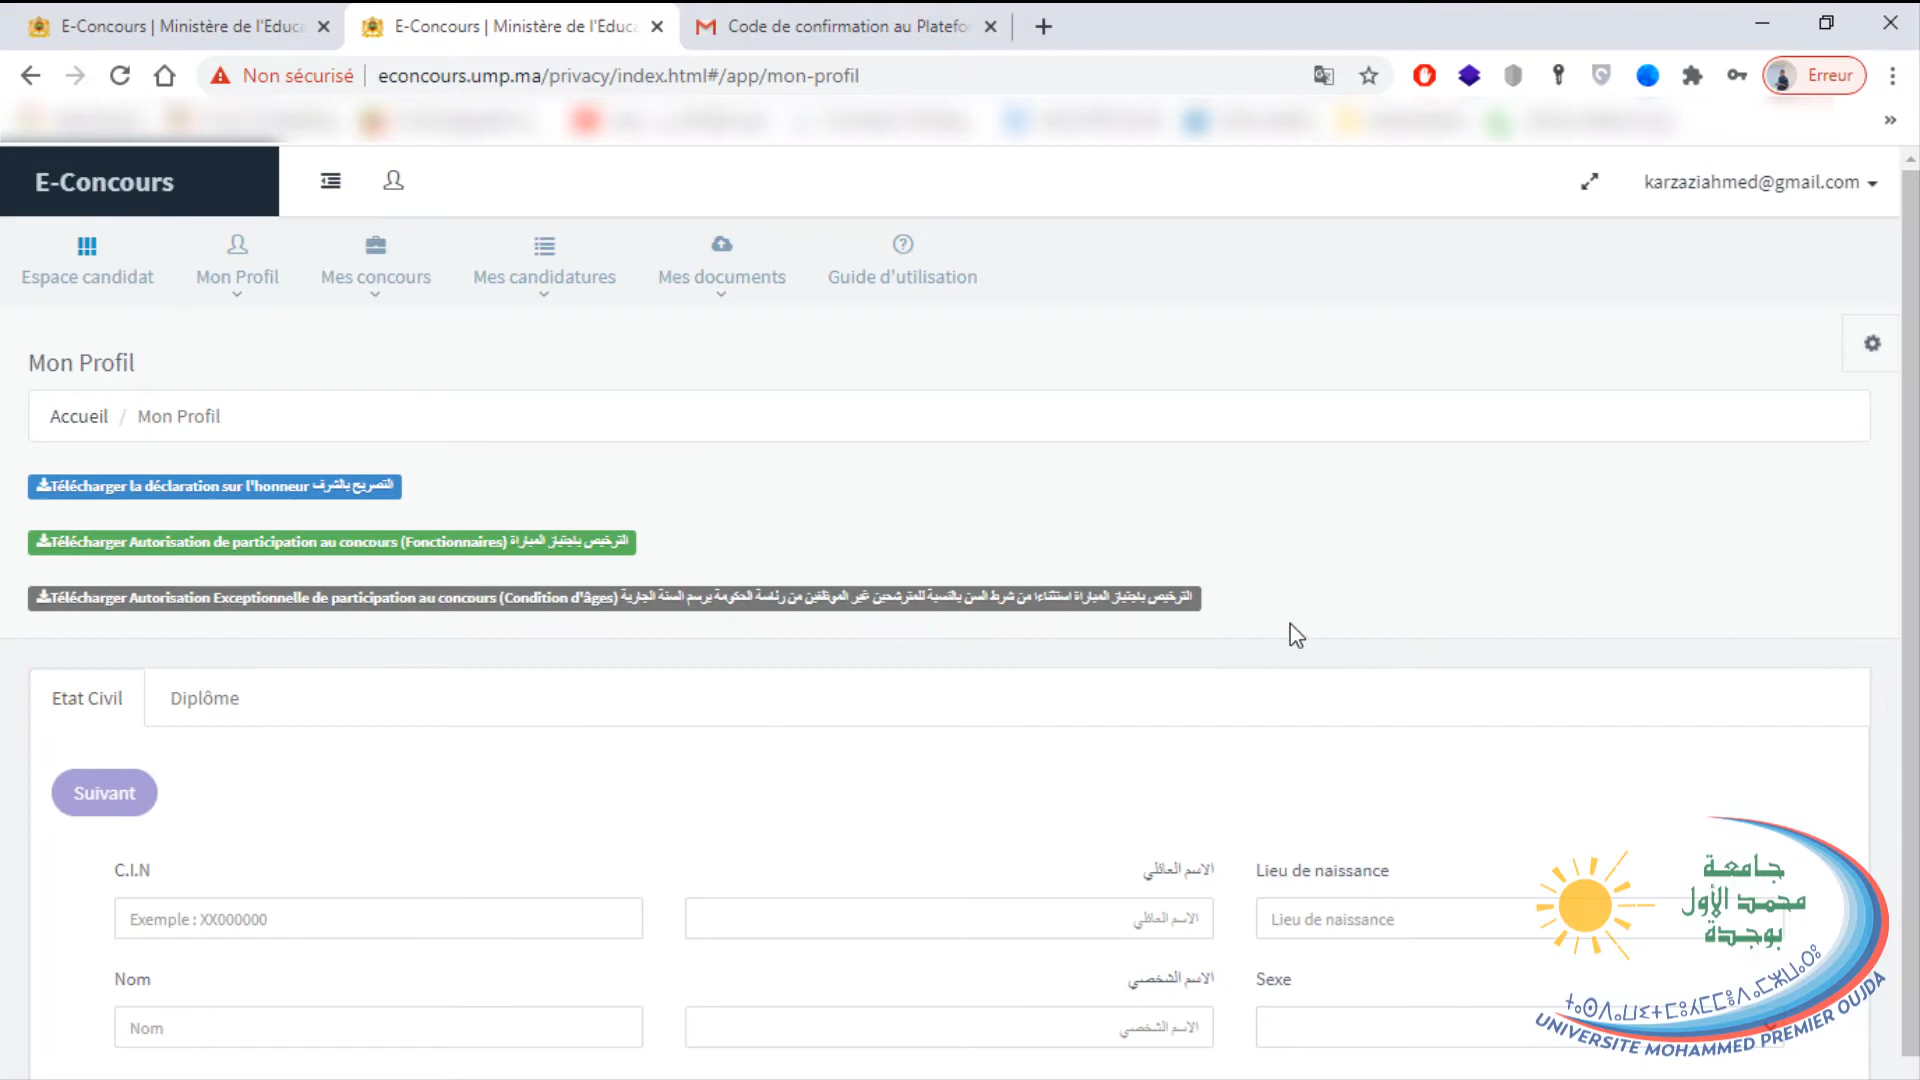 E-Concours | Ministère de l'Educa
E-Concours | Ministère de l'Educa
Code de confirmation au Platefo
Non sécurisé
econcours.ump.ma/privacy/index.html#/app/mon-profil
Erreur
E-Concours
karzaziahmed@gmail.com
Espace candidat
Mon Profil
Mes concours
Mes candidatures
Mes documents
Guide d'utilisation
Mon Profil
Accueil / Mon Profil
Télécharger la déclaration sur l'honneur التصريح بالشرف
Télécharger Autorisation de participation au concours (Fonctionnaires) الترخيص باجتياز المباراة
Télécharger Autorisation Exceptionnelle de participation au concours (Condition d'âges) الترخيص باجتياز المباراة استثناءا من شرط السن بالنسبة للمترشحين غير الموظفين من رئاسة الحكومة برسم السنة الجارية
Etat Civil
Diplôme
Suivant
C.I.N
الاسم العائلي
Lieu de naissance
Exemple : XX000000
الاسم العائلي
Lieu de naissance
Nom
الاسم الشخصي
Sexe
Nom
الاسم الشخصي
جامعة
محمد الأول
بوجدة
UNIVERSITE MOHAMMED PREMIER OUJDA